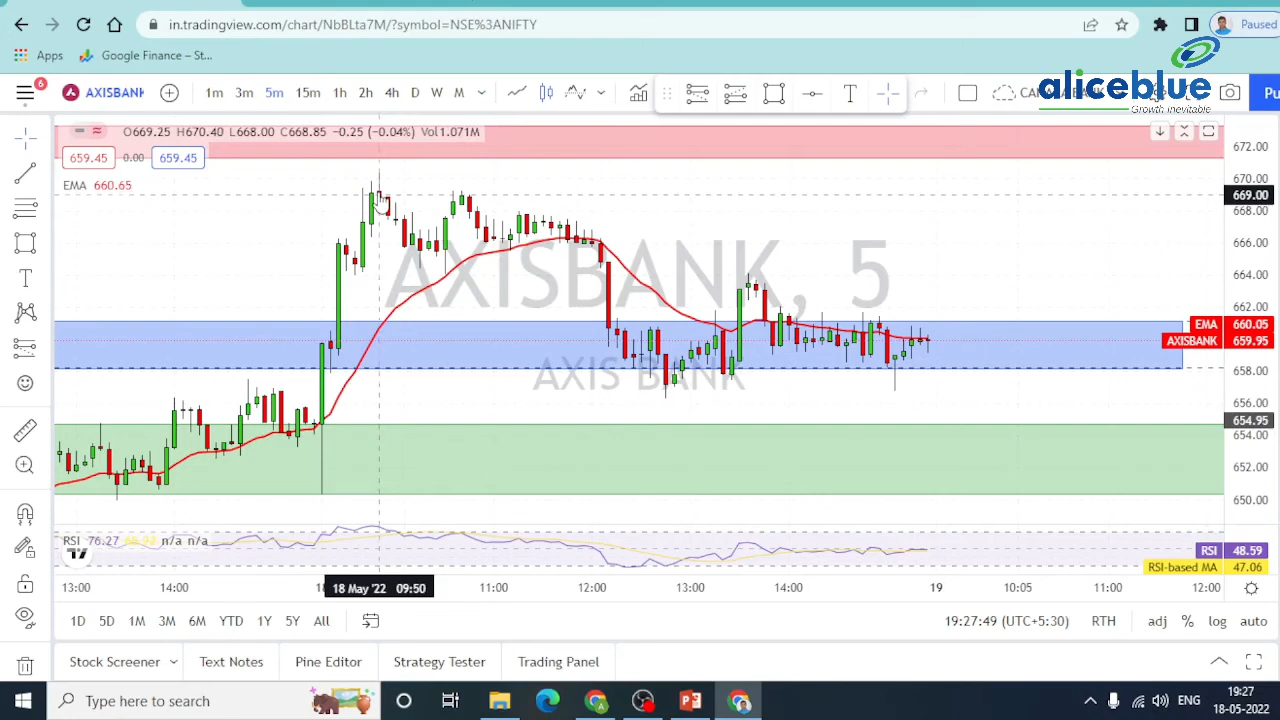 in.tradingview.com/chart/NbBLta7M/?symbol=NSE%3ANIFTY
Paused
Apps
Google Finance – St...
6
AXISBANK
1m 3m 5m 15m 1h 2h 4h D W M
T
aliceblue
Growth inevitable
Pu
O669.25 H670.40 L668.00 C668.85 −0.25 (−0.04%) Vol1.071M
659.45 0.00 659.45
EMA 660.65
AXISBANK, 5
AXIS BANK
672.00
670.00
669.00
668.00
666.00
664.00
662.00
EMA 660.05
AXISBANK 659.95
658.00
656.00
654.95
654.00
652.00
650.00
RSI 76.27 n/a n/a
RSI 48.59
RSI-based MA 47.06
13:00 14:00 18 May '22 09:50 11:00 12:00 13:00 14:00 19 10:05 11:00 12:00
1D 5D 1M 3M 6M YTD 1Y 5Y All
19:27:49 (UTC+5:30) RTH adj % log auto
Stock Screener Text Notes Pine Editor Strategy Tester Trading Panel
Type here to search
ENG
19:27
18-05-2022